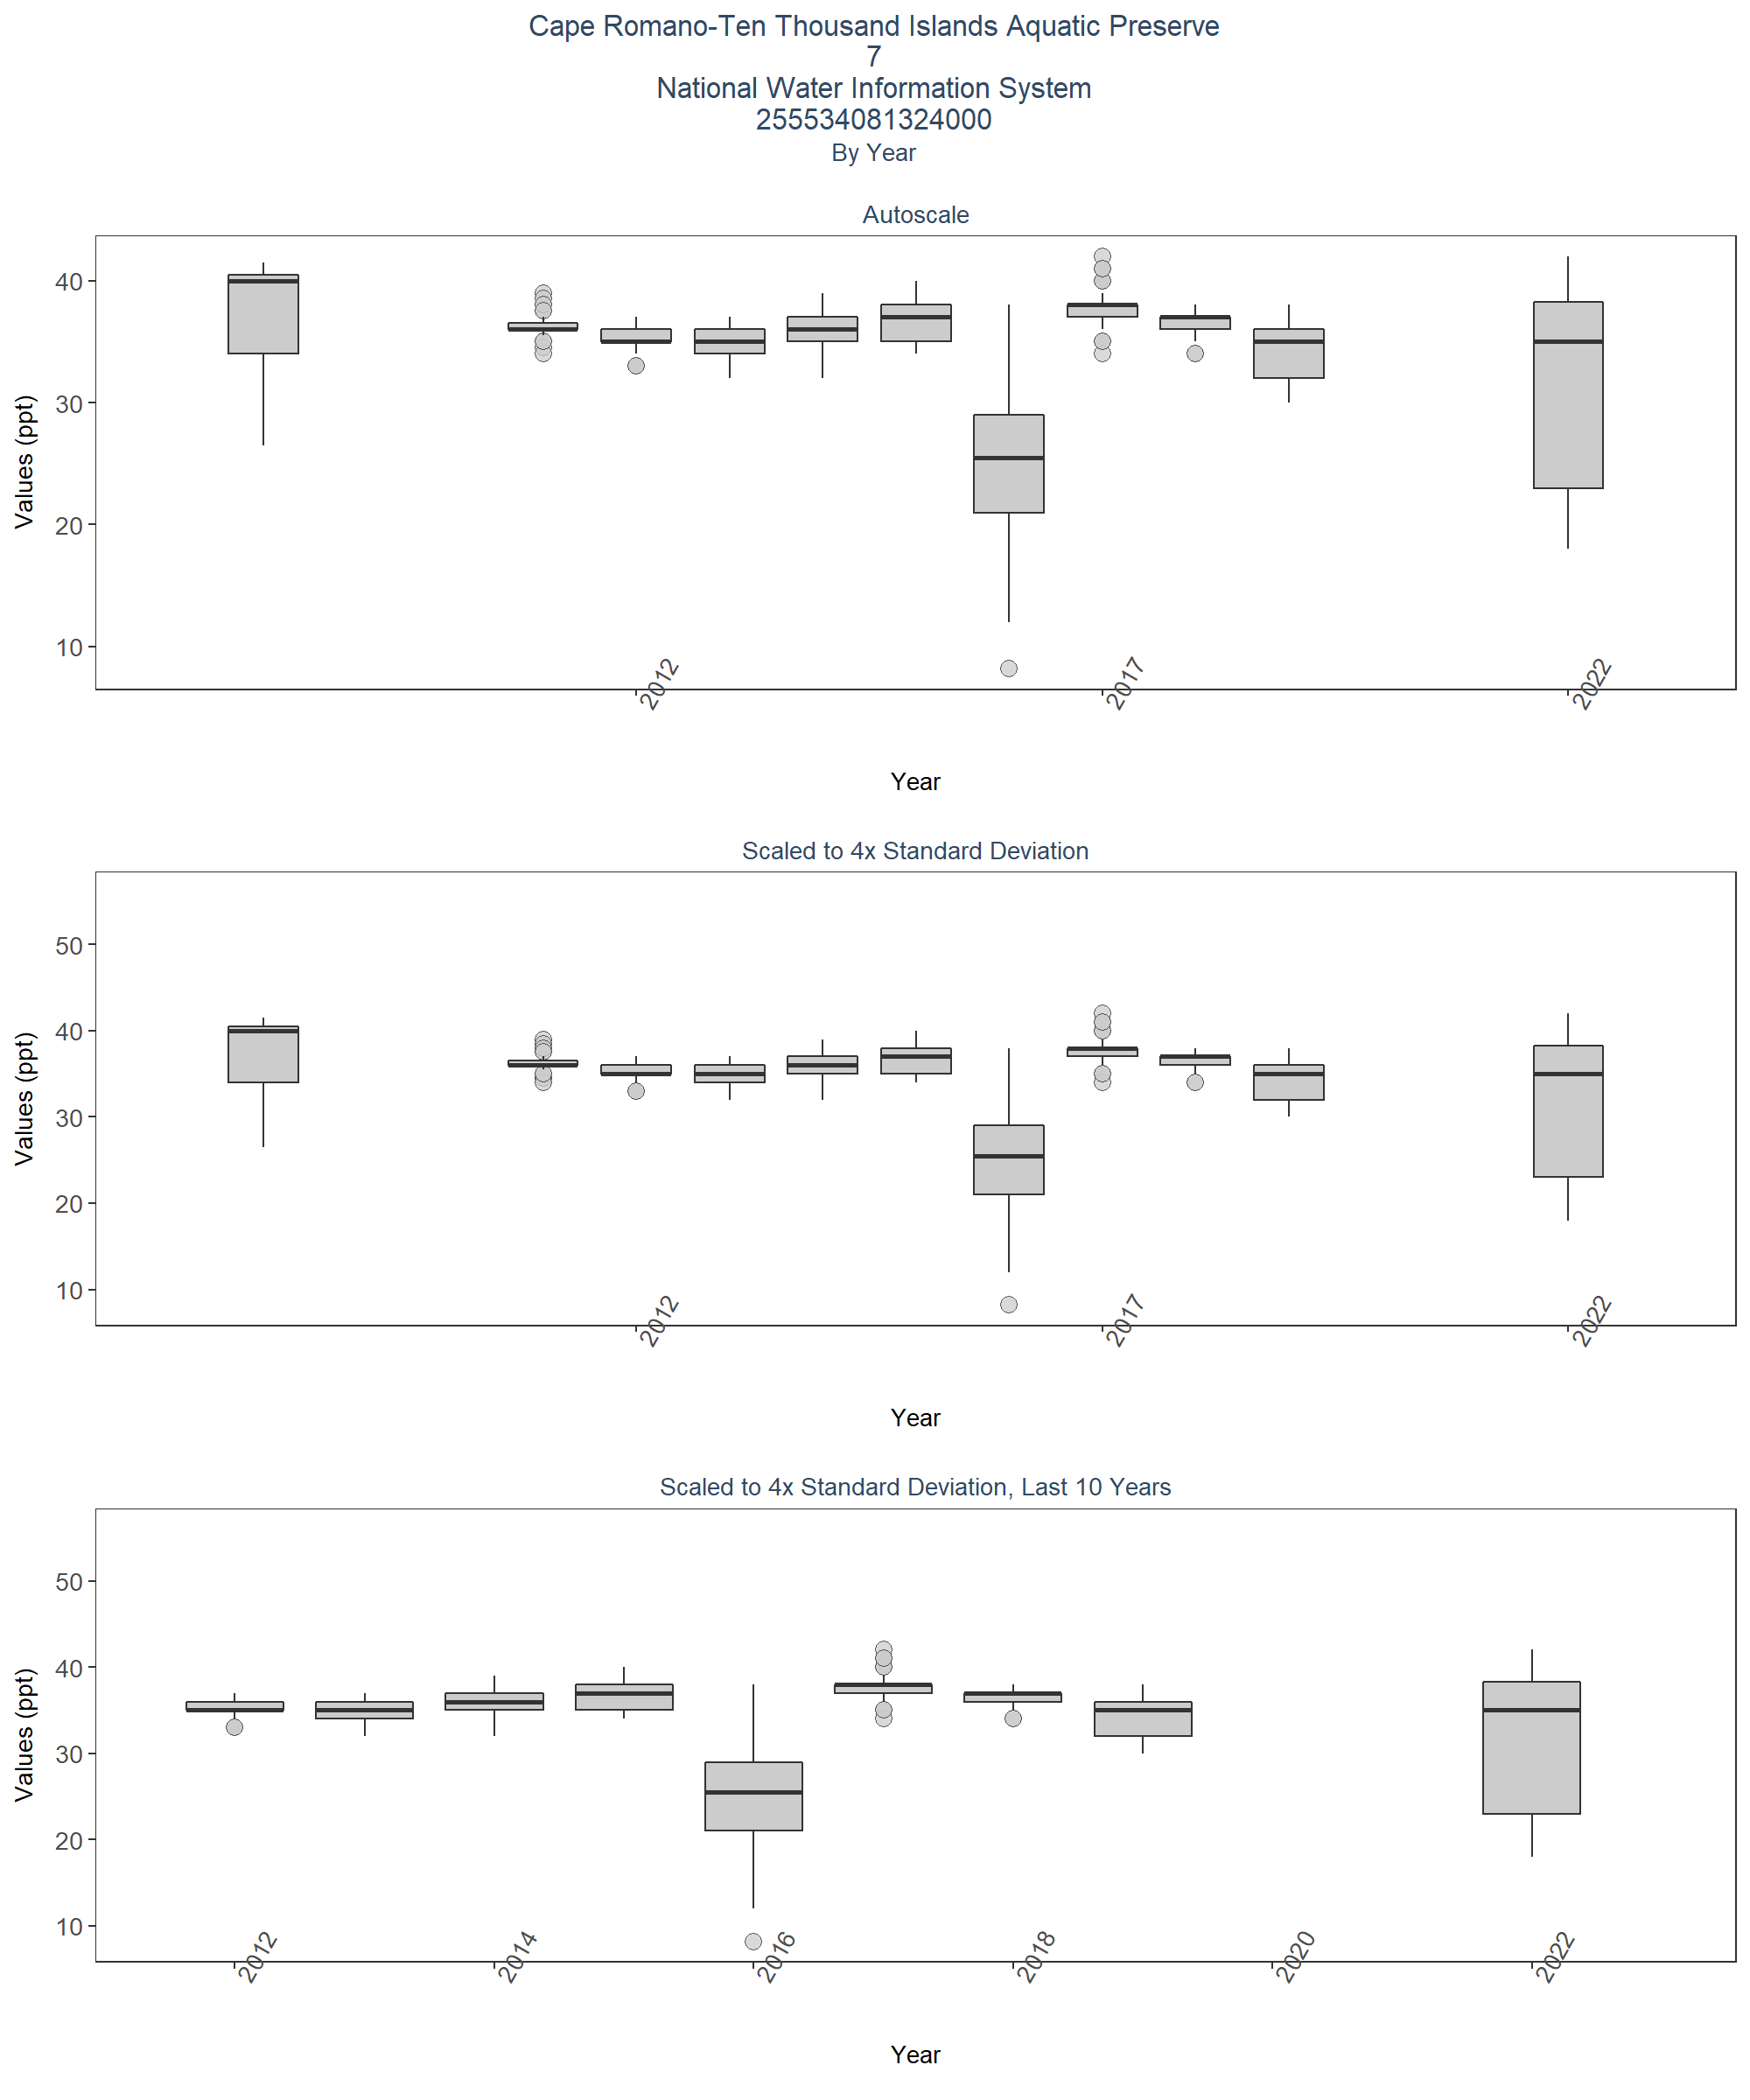 Cape Romano-Ten Thousand Islands Aquatic Preserve
7
National Water Information System
255534081324000
By Year
Autoscale
Values (ppt)
40
30
20
10
2012
2017
2022
Year
Scaled to 4x Standard Deviation
Values (ppt)
50
40
30
20
10
2012
2017
2022
Year
Scaled to 4x Standard Deviation, Last 10 Years
Values (ppt)
50
40
30
20
10
2012
2014
2016
2018
2020
2022
Year